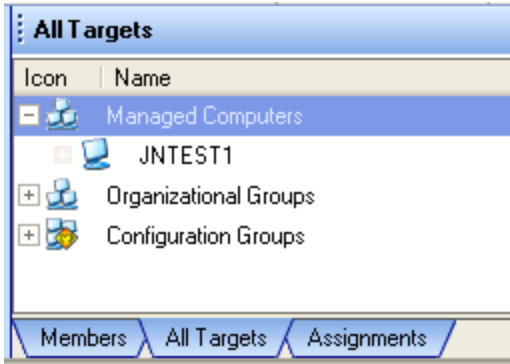 All Targets
Icon Name
Managed Computers
JNTEST1
Organizational Groups
Configuration Groups
Members All Targets Assignments